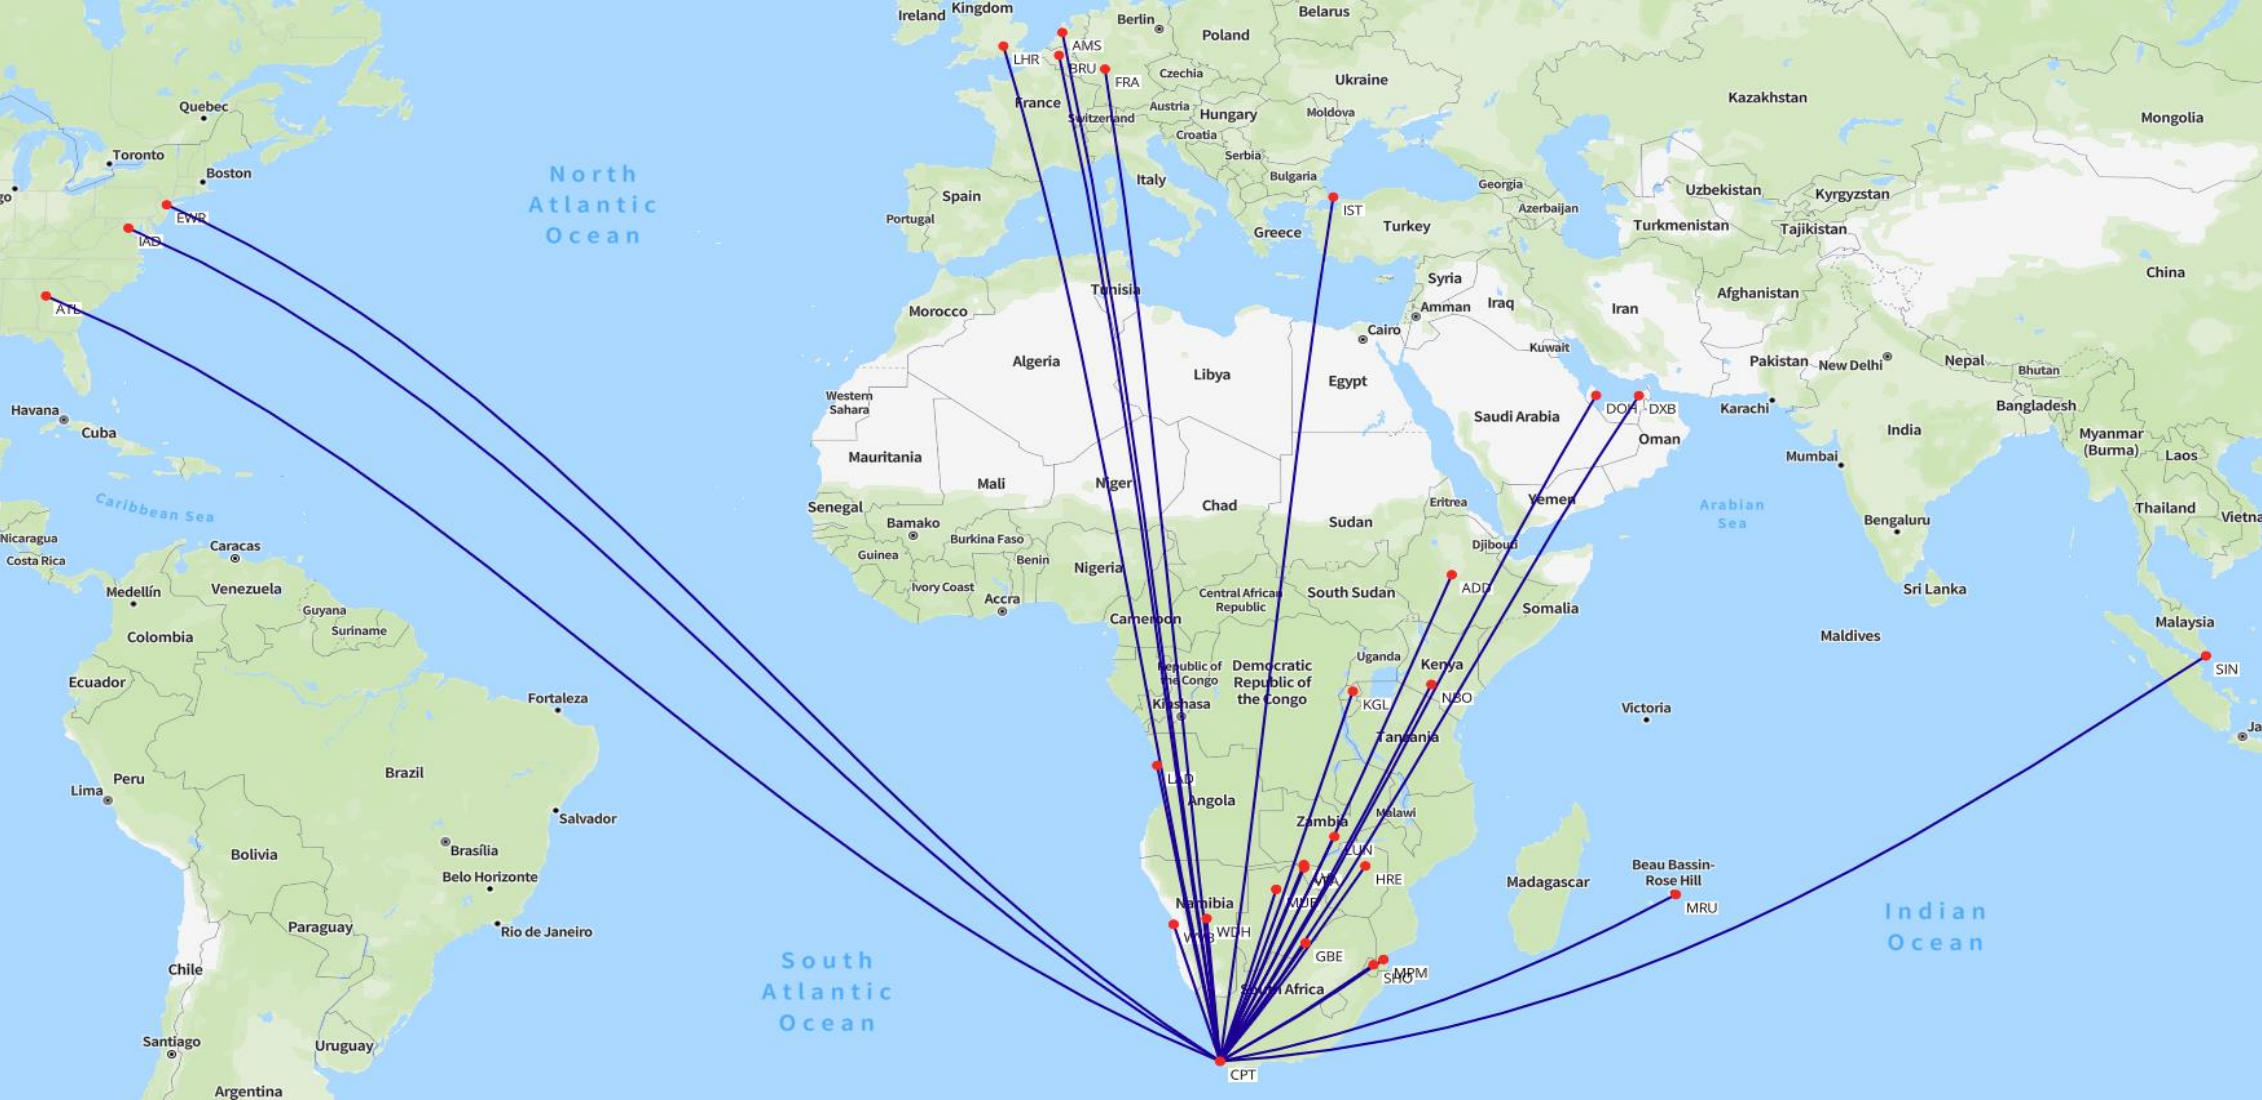 Ireland
Kingdom
Berlin
Belarus
Poland
AMS
LHR
BRU
FRA
Czechia
Ukraine
Kazakhstan
Mongolia
Quebec
France
Austria
Hungary
Moldova
Switzerland
Croatia
Toronto
Boston
Serbia
North
Atlantic
Ocean
Italy
Bulgaria
Georgia
Uzbekistan
Kyrgyzstan
go
Spain
EWR
Portugal
IST
Turkey
Azerbaijan
Turkmenistan
Tajikistan
IAD
Greece
China
Syria
Tunisia
Afghanistan
Iraq
Amman
Iran
ATL
Morocco
Cairo
Kuwait
Algeria
Pakistan
New Delhi
Nepal
Bhutan
Libya
Egypt
Western
Sahara
DOH
DXB
Karachi
Bangladesh
Havana
Cuba
Saudi Arabia
Oman
India
Myanmar
(Burma)
Mauritania
Mumbai
Laos
Mali
Niger
Caribbean Sea
Senegal
Chad
Eritrea
Yemen
Arabian
Sea
Thailand
Bamako
Sudan
Bengaluru
Vietna
Nicaragua
Burkina Faso
Djibouti
Caracas
Guinea
Costa Rica
Benin
Nigeria
Medellín
Venezuela
Ivory Coast
Accra
Central African
Republic
South Sudan
ADD
Sri Lanka
Guyana
Somalia
Cameroon
Suriname
Malaysia
Colombia
Maldives
Uganda
Kenya
Republic of
the Congo
Democratic
Republic of
the Congo
SIN
Ecuador
Fortaleza
Kinshasa
KGL
NBO
Victoria
Ja
Tanzania
Brazil
Peru
LAD
Lima
Angola
Malawi
Salvador
Zambia
Brasília
LUN
Bolivia
Beau Bassin-
Rose Hill
Belo Horizonte
HRE
Madagascar
Namibia
MUB
MRU
Indian
Ocean
Paraguay
Rio de Janeiro
WVB
WDH
GBE
South
Atlantic
Ocean
Chile
MPM
SHO
South Africa
Santiago
Uruguay
CPT
Argentina